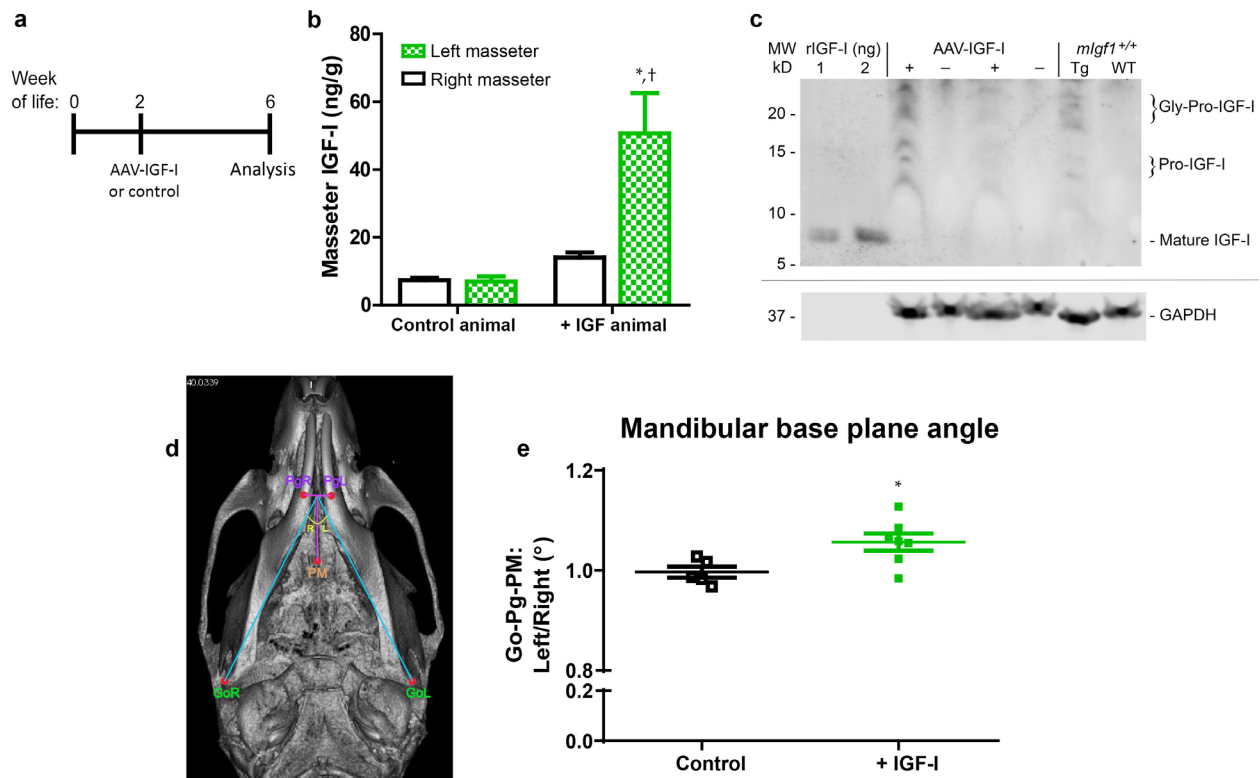 a
Week
of life:
0 2 6
AAV-IGF-I
or control
Analysis
b
Masseter IGF-I (ng/g)
80
60
40
20
0
Left masseter
Right masseter
*,†
Control animal
+ IGF animal
c
MW
kD
rIGF-I (ng)
1 2
AAV-IGF-I
+ – + –
mIgf1+/+
Tg WT
20 -
15 -
10 -
5 -
}Gly-Pro-IGF-I
}Pro-IGF-I
- Mature IGF-I
37 -
- GAPDH
d
40.0339
I
PgR PgL
R L
PM
GoR GoL
e
Mandibular base plane angle
Go-Pg-PM:
Left/Right (°)
1.2
1.0
0.8
0.2
0.0
*
Control
+ IGF-I